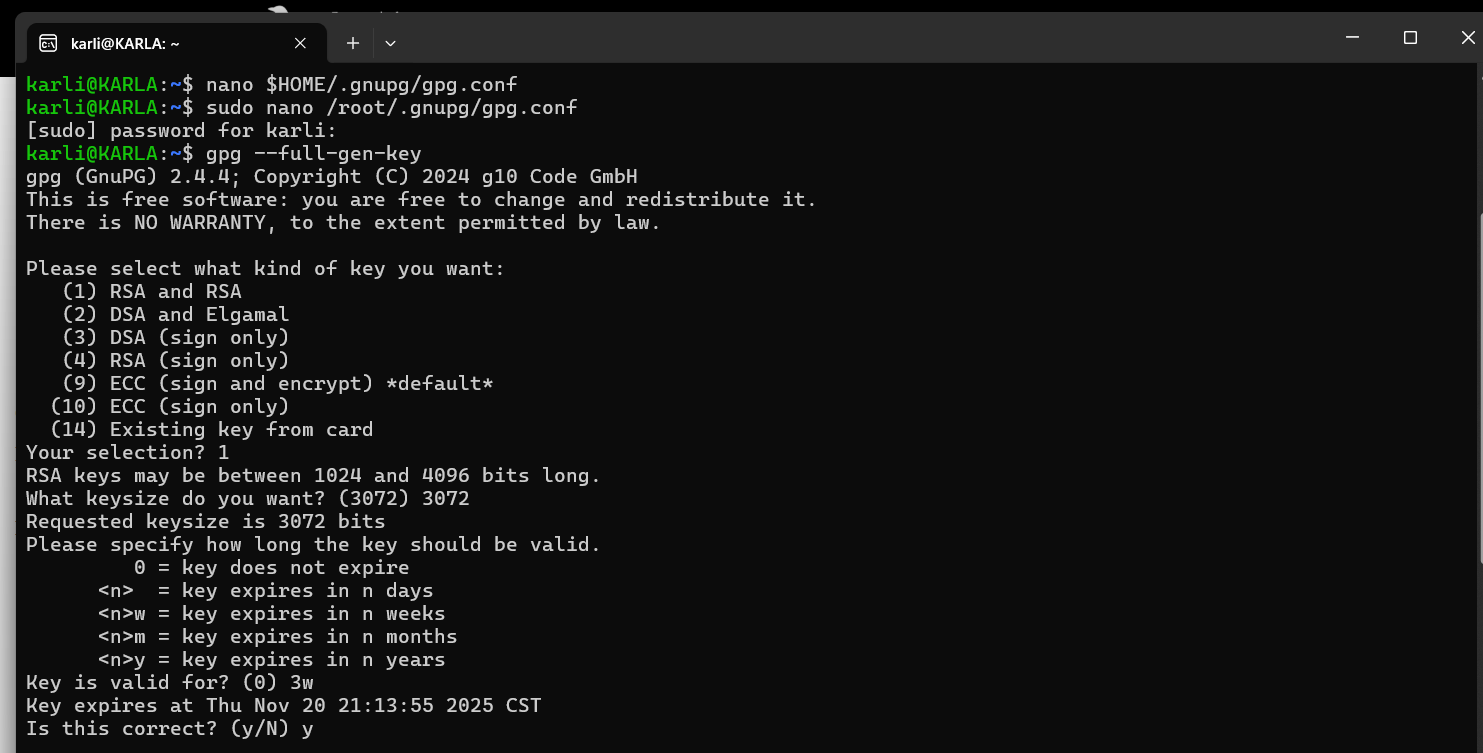 karli@KARLA: ~
karli@KARLA:~$ nano $HOME/.gnupg/gpg.conf
karli@KARLA:~$ sudo nano /root/.gnupg/gpg.conf
[sudo] password for karli:
karli@KARLA:~$ gpg --full-gen-key
gpg (GnuPG) 2.4.4; Copyright (C) 2024 g10 Code GmbH
This is free software: you are free to change and redistribute it.
There is NO WARRANTY, to the extent permitted by law.

Please select what kind of key you want:
   (1) RSA and RSA
   (2) DSA and Elgamal
   (3) DSA (sign only)
   (4) RSA (sign only)
   (9) ECC (sign and encrypt) *default*
  (10) ECC (sign only)
  (14) Existing key from card
Your selection? 1
RSA keys may be between 1024 and 4096 bits long.
What keysize do you want? (3072) 3072
Requested keysize is 3072 bits
Please specify how long the key should be valid.
         0 = key does not expire
      <n>  = key expires in n days
      <n>w = key expires in n weeks
      <n>m = key expires in n months
      <n>y = key expires in n years
Key is valid for? (0) 3w
Key expires at Thu Nov 20 21:13:55 2025 CST
Is this correct? (y/N) y